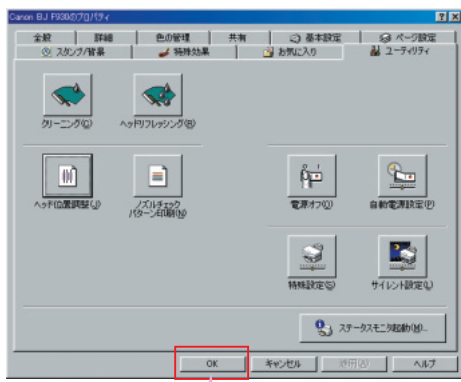 Canon BJ F930のプロパティ
全般 詳細 色の管理 共有 基本設定 ページ設定
スタンプ/背景 特殊効果 お気に入り ユーティリティ
クリーニング(C) ヘッドリフレッシング(R)
ヘッド位置調整(J) ノズルチェック
パターン印刷(N)
電源オフ(O) 自動電源設定(P)
特殊設定(S) サイレント設定(L)
ステータスモニタ起動(M)...
OK キャンセル 適用(A) ヘルプ